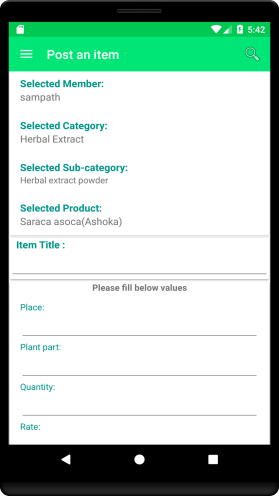 5:42
Post an item
Selected Member:
sampath
Selected Category:
Herbal Extract
Selected Sub-category:
Herbal extract powder
Selected Product:
Saraca asoca(Ashoka)
Item Title :
Please fill below values
Place:
Plant part:
Quantity:
Rate: